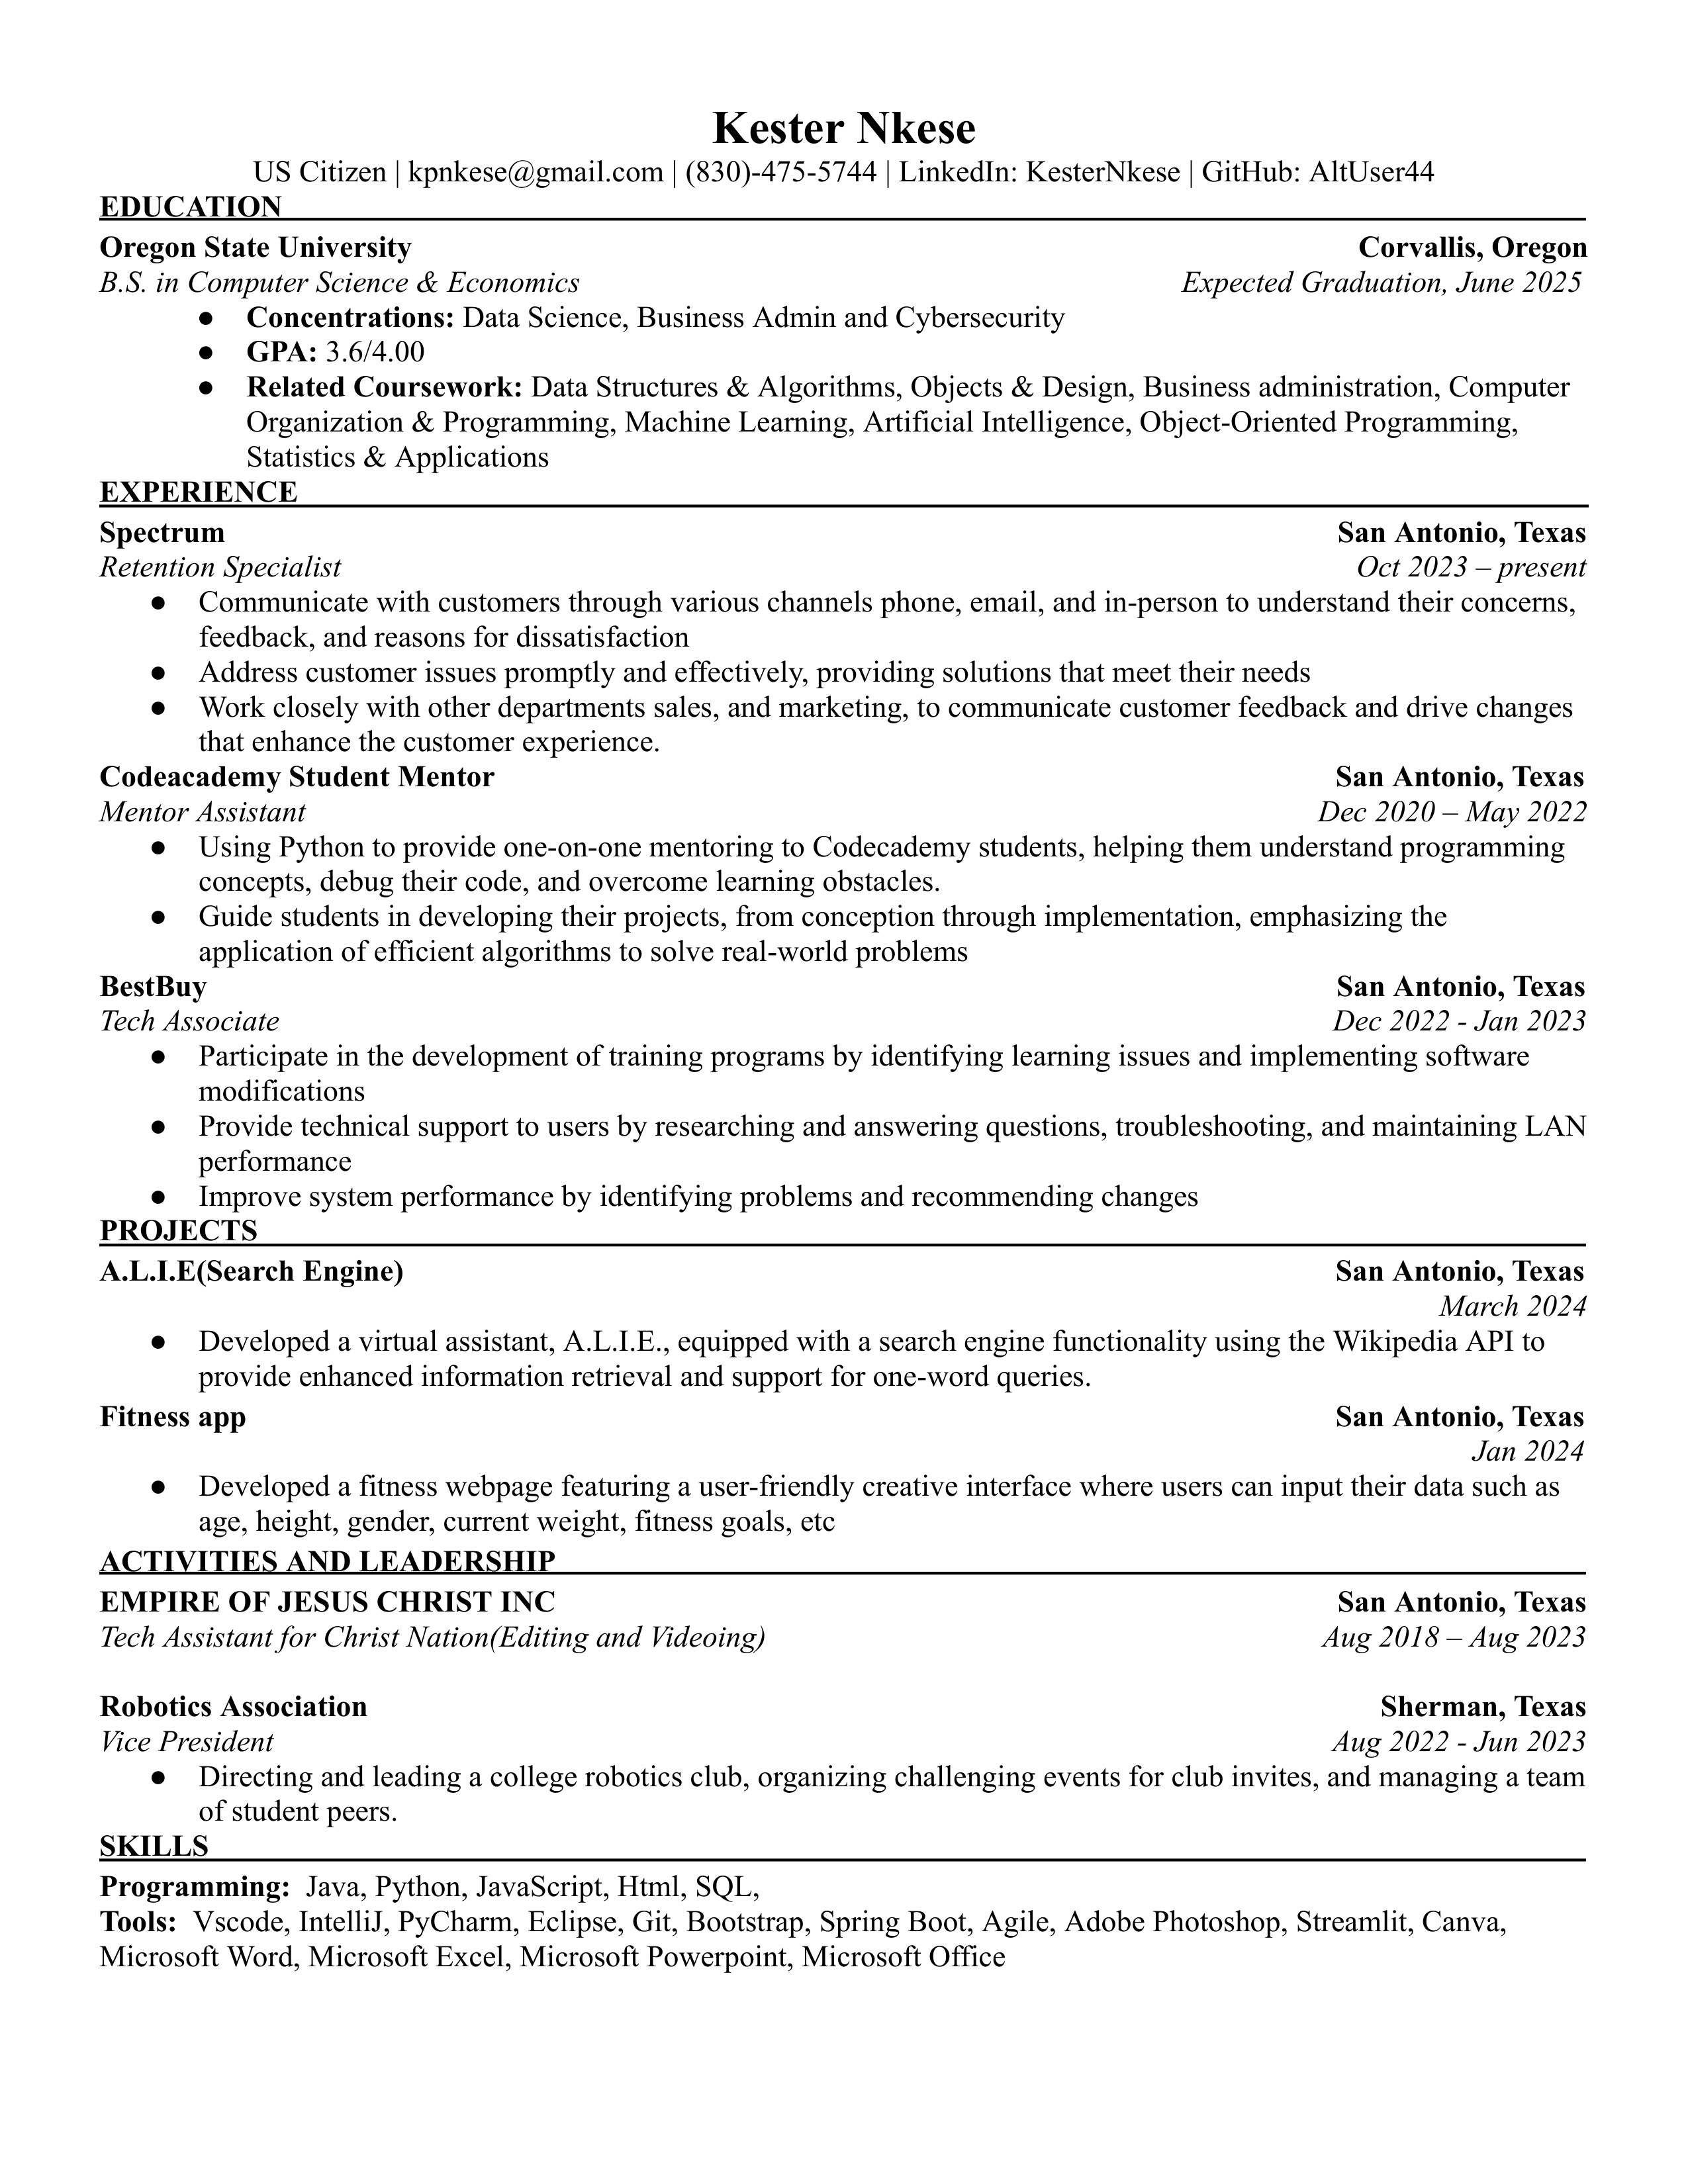 Kester Nkese
US Citizen | kpnkese@gmail.com | (830)-475-5744 | LinkedIn: KesterNkese | GitHub: AltUser44
EDUCATION
Oregon State University Corvallis, Oregon
B.S. in Computer Science & Economics Expected Graduation, June 2025
● Concentrations: Data Science, Business Admin and Cybersecurity
● GPA: 3.6/4.00
● Related Coursework: Data Structures & Algorithms, Objects & Design, Business administration, Computer
Organization & Programming, Machine Learning, Artificial Intelligence, Object-Oriented Programming,
Statistics & Applications
EXPERIENCE
Spectrum San Antonio, Texas
Retention Specialist Oct 2023 – present
● Communicate with customers through various channels phone, email, and in-person to understand their concerns,
feedback, and reasons for dissatisfaction
● Address customer issues promptly and effectively, providing solutions that meet their needs
● Work closely with other departments sales, and marketing, to communicate customer feedback and drive changes
that enhance the customer experience.
Codeacademy Student Mentor San Antonio, Texas
Mentor Assistant Dec 2020 – May 2022
● Using Python to provide one-on-one mentoring to Codecademy students, helping them understand programming
concepts, debug their code, and overcome learning obstacles.
● Guide students in developing their projects, from conception through implementation, emphasizing the
application of efficient algorithms to solve real-world problems
BestBuy San Antonio, Texas
Tech Associate Dec 2022 - Jan 2023
● Participate in the development of training programs by identifying learning issues and implementing software
modifications
● Provide technical support to users by researching and answering questions, troubleshooting, and maintaining LAN
performance
● Improve system performance by identifying problems and recommending changes
PROJECTS
A.L.I.E(Search Engine) San Antonio, Texas
March 2024
● Developed a virtual assistant, A.L.I.E., equipped with a search engine functionality using the Wikipedia API to
provide enhanced information retrieval and support for one-word queries.
Fitness app San Antonio, Texas
Jan 2024
● Developed a fitness webpage featuring a user-friendly creative interface where users can input their data such as
age, height, gender, current weight, fitness goals, etc
ACTIVITIES AND LEADERSHIP
EMPIRE OF JESUS CHRIST INC San Antonio, Texas
Tech Assistant for Christ Nation(Editing and Videoing) Aug 2018 – Aug 2023
Robotics Association Sherman, Texas
Vice President Aug 2022 - Jun 2023
● Directing and leading a college robotics club, organizing challenging events for club invites, and managing a team
of student peers.
SKILLS
Programming: Java, Python, JavaScript, Html, SQL,
Tools: Vscode, IntelliJ, PyCharm, Eclipse, Git, Bootstrap, Spring Boot, Agile, Adobe Photoshop, Streamlit, Canva,
Microsoft Word, Microsoft Excel, Microsoft Powerpoint, Microsoft Office